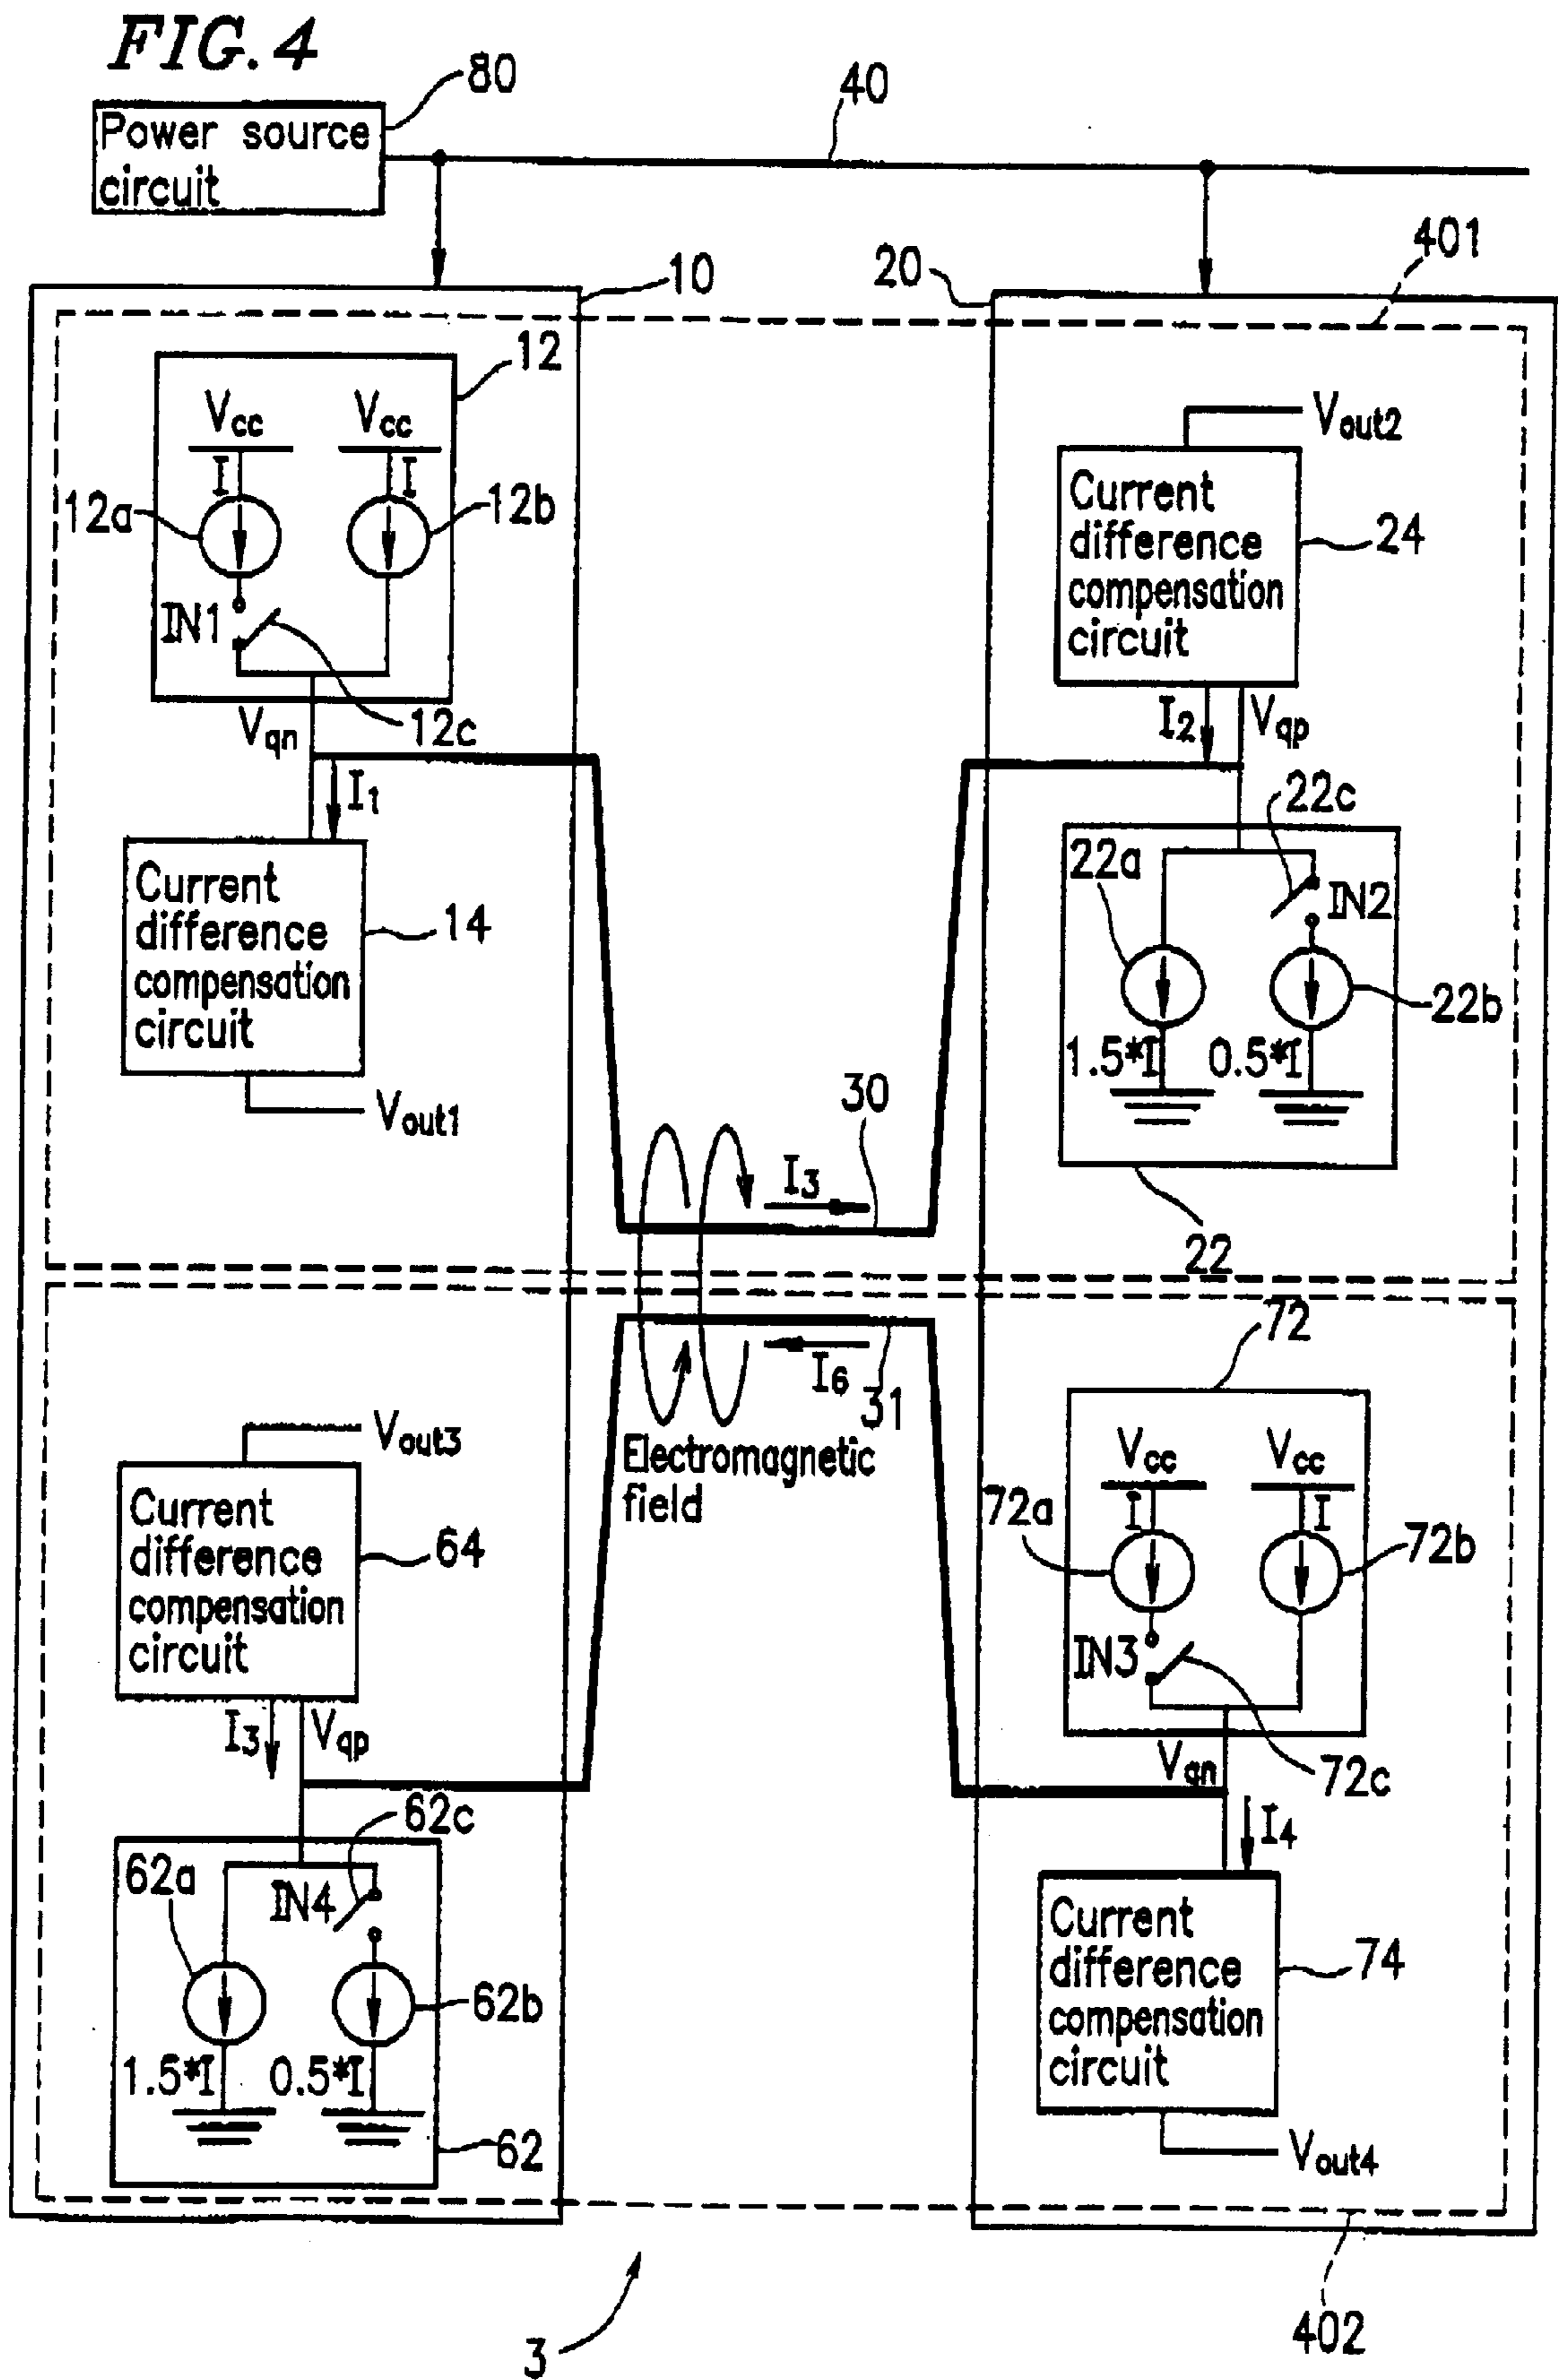 FIG. 4
80
40
Power source
circuit
10
20
401
12
Vcc
Vcc
I
I
12a
12b
IN1
12c
Vqn
I1
Current
difference
compensation
circuit
14
Vout1
Vout2
Current
difference
compensation
circuit
24
I2
Vqp
22c
22a
IN2
22b
1.5*I
0.5*I
22
30
I3
I6
31
Electromagnetic
field
Vout3
Current
difference
compensation
circuit
64
I3
Vqp
62c
62a
IN4
62b
1.5*I
0.5*I
62
72
Vcc
Vcc
I
I
72a
72b
IN3
72c
Vqn
I4
Current
difference
compensation
circuit
74
Vout4
3
402